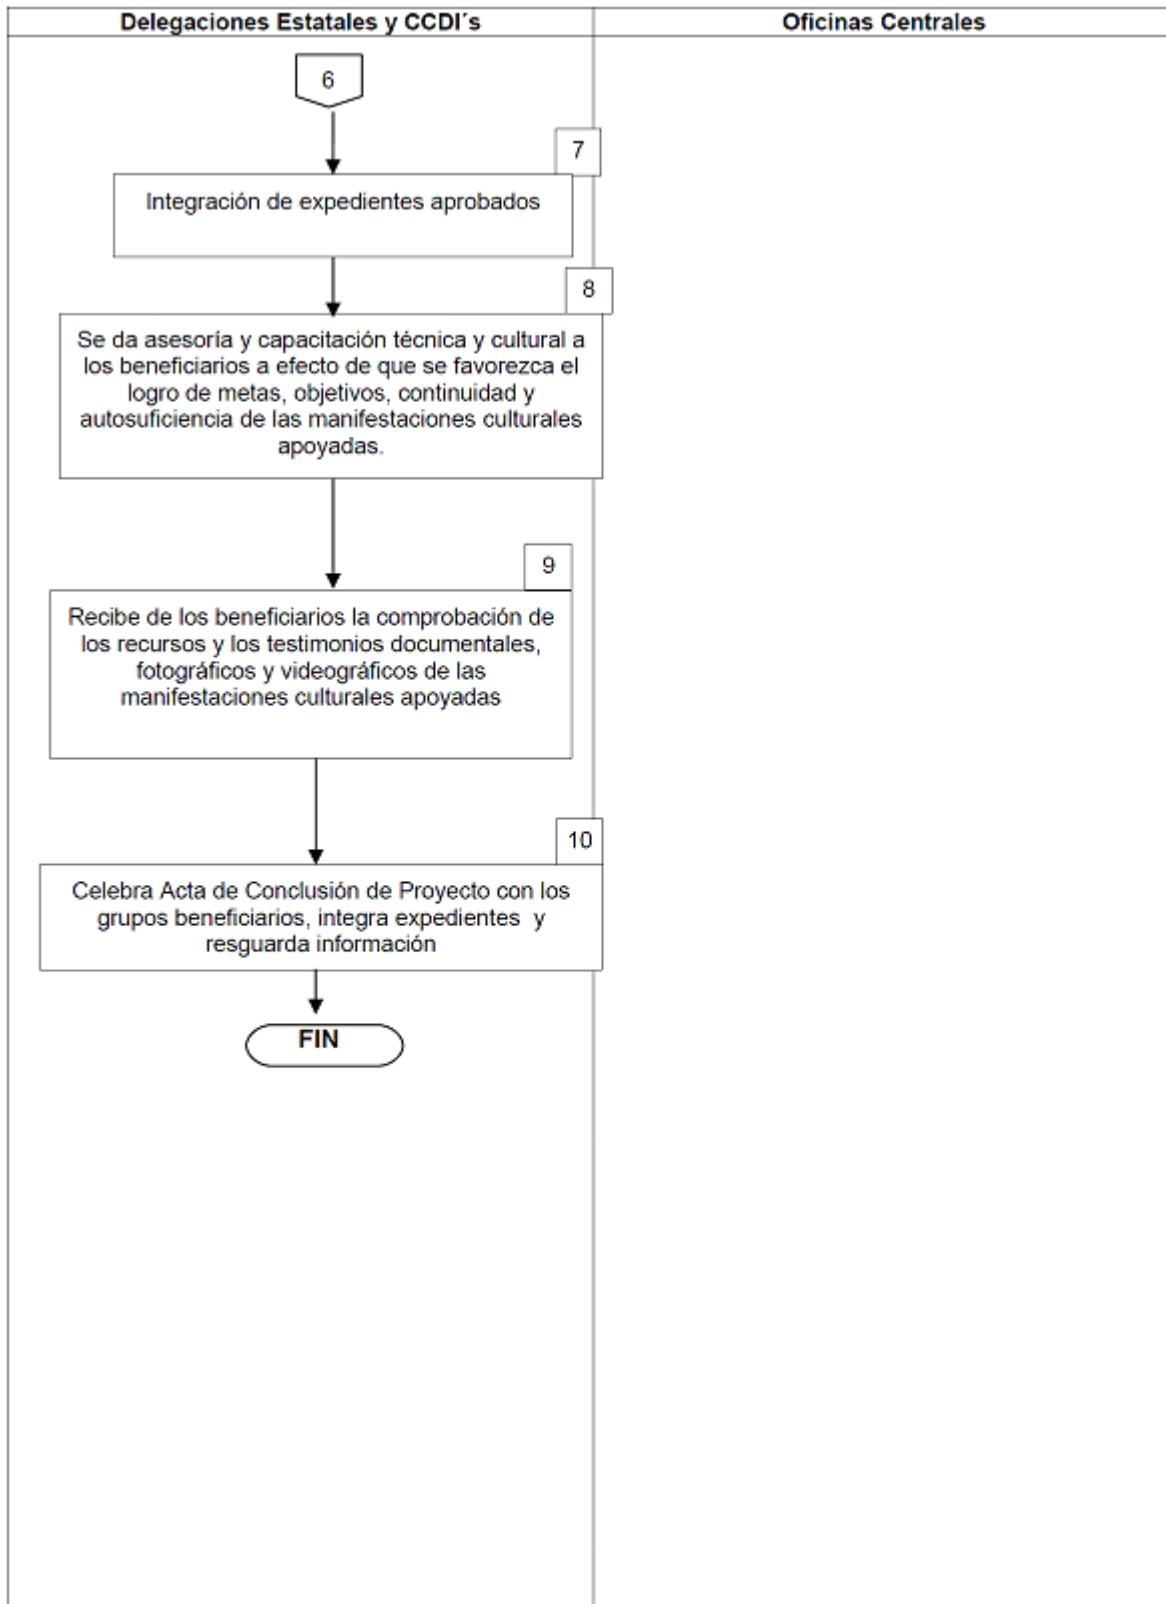 Delegaciones Estatales y CCDI´s
Oficinas Centrales
6
7
Integración de expedientes aprobados
8
Se da asesoría y capacitación técnica y cultural a
los beneficiarios a efecto de que se favorezca el
logro de metas, objetivos, continuidad y
autosuficiencia de las manifestaciones culturales
apoyadas.
9
Recibe de los beneficiarios la comprobación de
los recursos y los testimonios documentales,
fotográficos y videográficos de las
manifestaciones culturales apoyadas
10
Celebra Acta de Conclusión de Proyecto con los
grupos beneficiarios, integra expedientes y
resguarda información
FIN